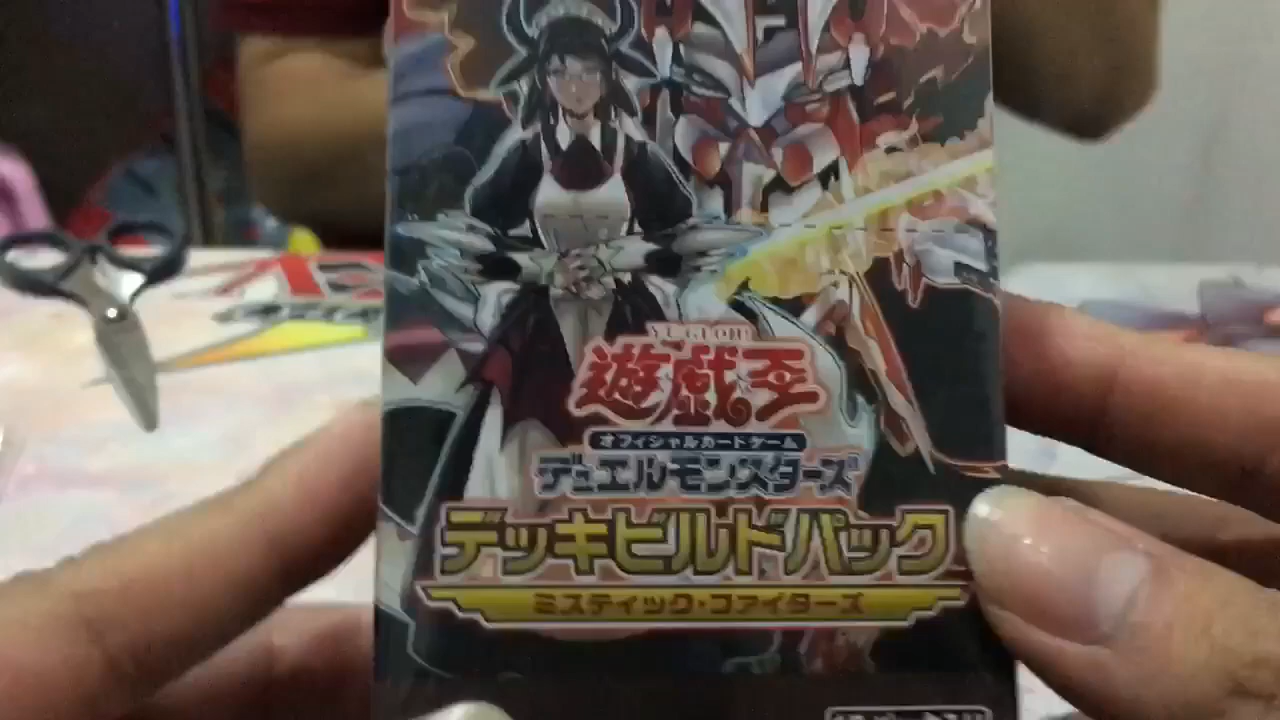 YU-GI-OH!
遊☆戯☆王
オフィシャルカードゲーム
デュエルモンスターズ
デッキビルドパック
ミスティック・ファイターズ